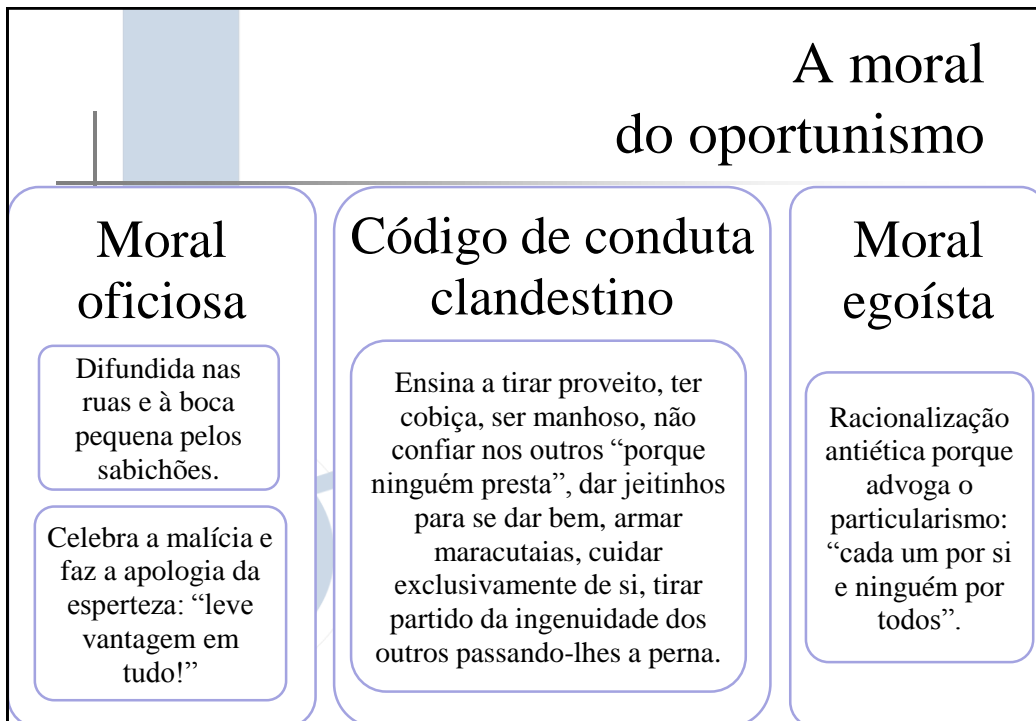 A moral
do oportunismo
Moral
oficiosa
Difundida nas
ruas e à boca
pequena pelos
sabichões.
Celebra a malícia e
faz a apologia da
esperteza: “leve
vantagem em
tudo!”
Código de conduta
clandestino
Ensina a tirar proveito, ter
cobiça, ser manhoso, não
confiar nos outros “porque
ninguém presta”, dar jeitinhos
para se dar bem, armar
maracutaias, cuidar
exclusivamente de si, tirar
partido da ingenuidade dos
outros passando-lhes a perna.
Moral
egoísta
Racionalização
antiética porque
advoga o
particularismo:
“cada um por si
e ninguém por
todos”.